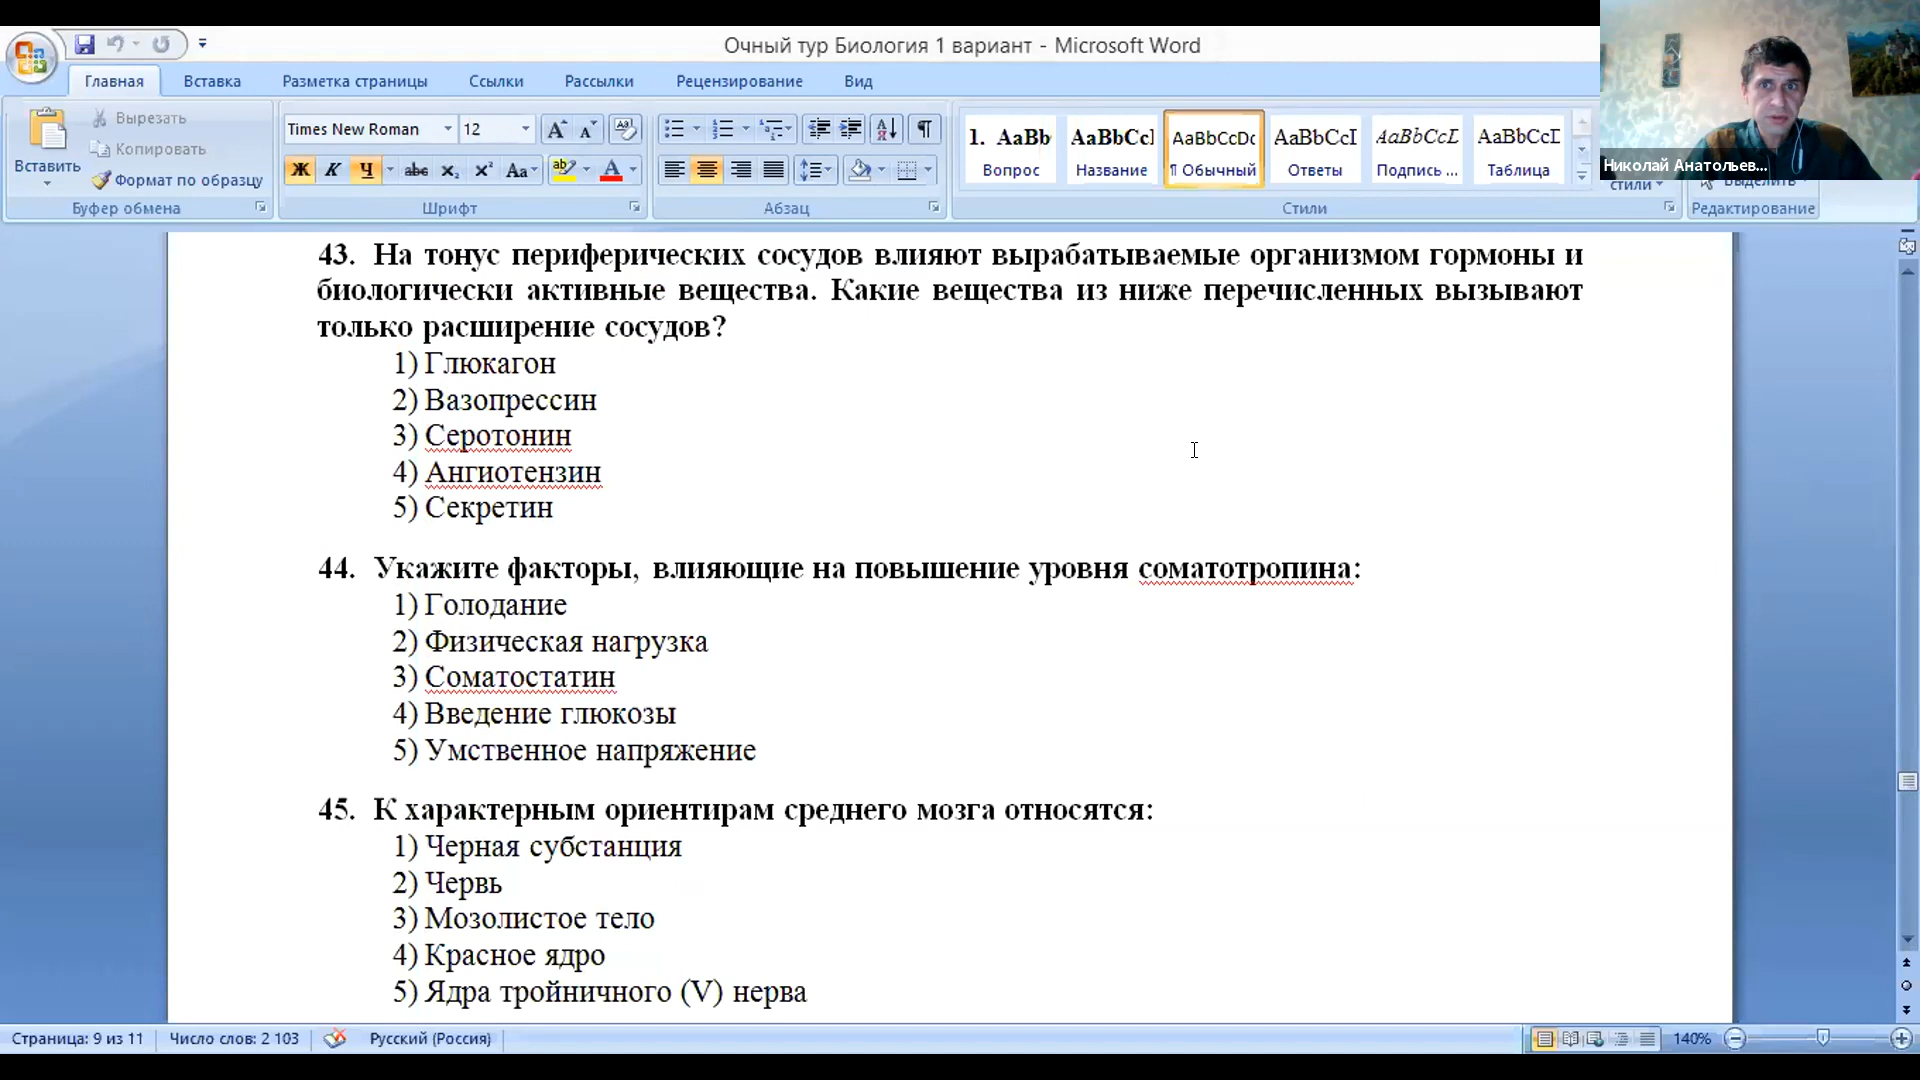 Очный тур Биология 1 вариант - Microsoft Word
Главная Вставка Разметка страницы Ссылки Рассылки Рецензирование Вид
Вставить
Вырезать
Копировать
Формат по образцу
Буфер обмена
Times New Roman 12
Ж К Ч abc x₂ x² Aa
Шрифт
Абзац
1. AaBb AaBbCcI AaBbCcDc AaBbCcI AaBbCcL AaBbCcI
Вопрос Название ¶ Обычный Ответы Подпись ... Таблица
Стили
стили
Выделить
Редактирование
Николай Анатольев...
43. На тонус периферических сосудов влияют вырабатываемые организмом гормоны и
биологически активные вещества. Какие вещества из ниже перечисленных вызывают
только расширение сосудов?
1) Глюкагон
2) Вазопрессин
3) Серотонин
4) Ангиотензин
5) Секретин
44. Укажите факторы, влияющие на повышение уровня соматотропина:
1) Голодание
2) Физическая нагрузка
3) Соматостатин
4) Введение глюкозы
5) Умственное напряжение
45. К характерным ориентирам среднего мозга относятся:
1) Черная субстанция
2) Червь
3) Мозолистое тело
4) Красное ядро
5) Ядра тройничного (V) нерва
Страница: 9 из 11 Число слов: 2 103 Русский (Россия) 140%